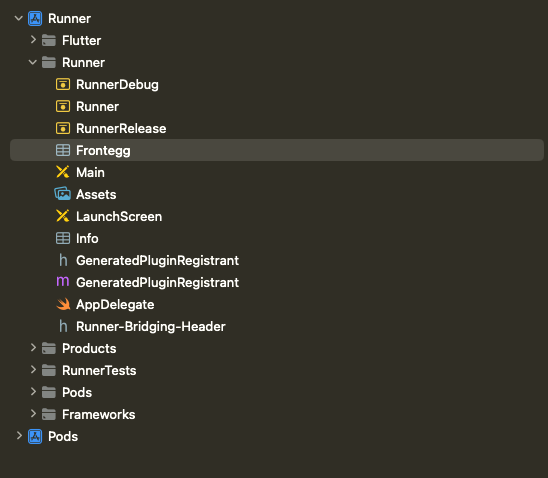 Runner
Flutter
Runner
RunnerDebug
Runner
RunnerRelease
Frontegg
Main
Assets
LaunchScreen
Info
h GeneratedPluginRegistrant
m GeneratedPluginRegistrant
AppDelegate
h Runner-Bridging-Header
Products
RunnerTests
Pods
Frameworks
Pods